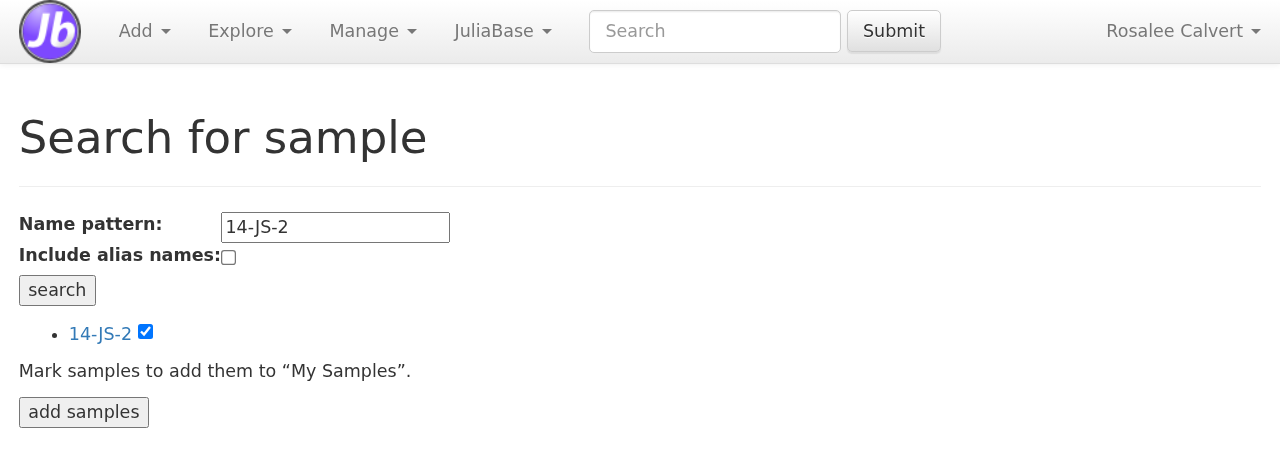 Jb Add Explore Manage JuliaBase Search Submit Rosalee Calvert
Search for sample
Name pattern: 14-JS-2
Include alias names:
search
14-JS-2
Mark samples to add them to “My Samples”.
add samples